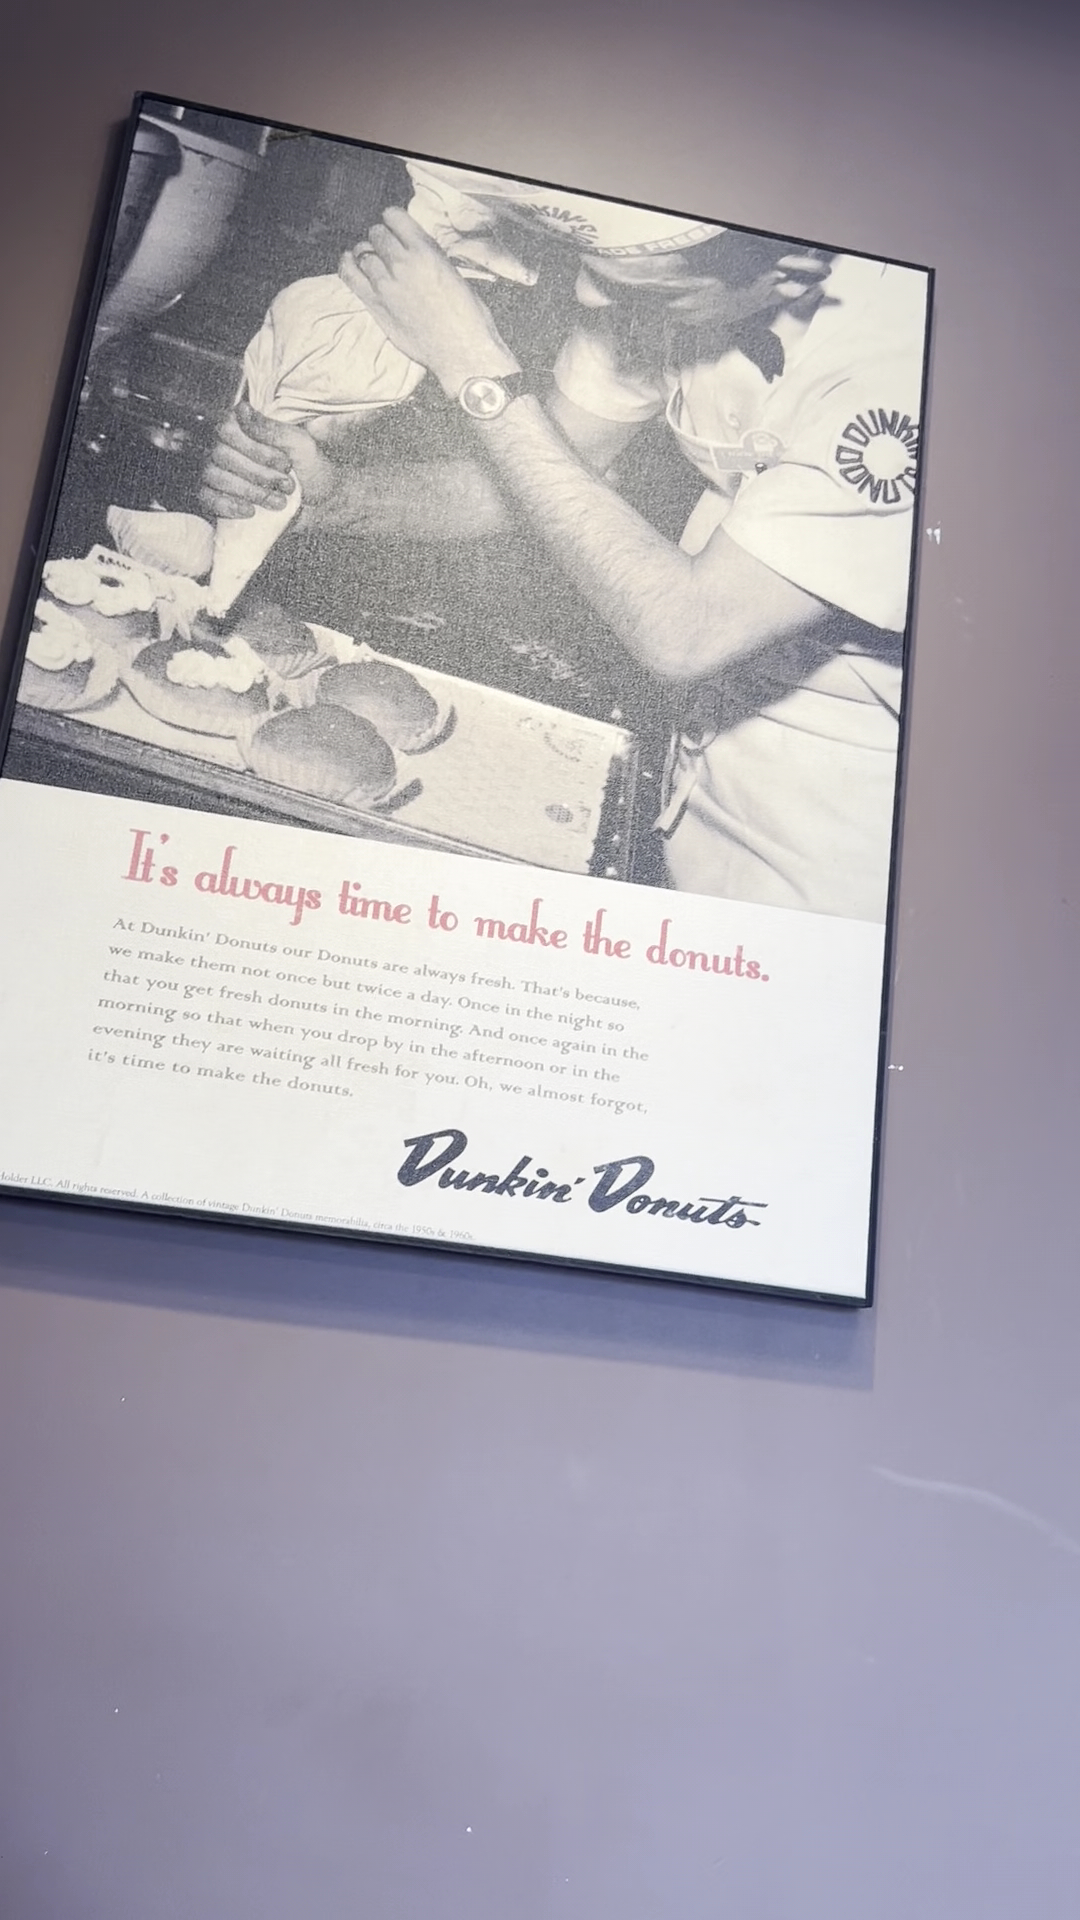 DUNKIN' DONU
It's always time to make the donuts.
At Dunkin' Donuts our Donuts are always fresh. That's because,
we make them not once but twice a day. Once in the night so
that you get fresh donuts in the morning. And once again in the
morning so that when you drop by in the afternoon or in the
evening they are waiting all fresh for you. Oh, we almost forgot,
it's time to make the donuts.
Dunkin' Donuts
Holder LLC. All rights reserved. A collection of vintage Dunkin' Donuts memorabilia, circa the 1950s & 1960s.